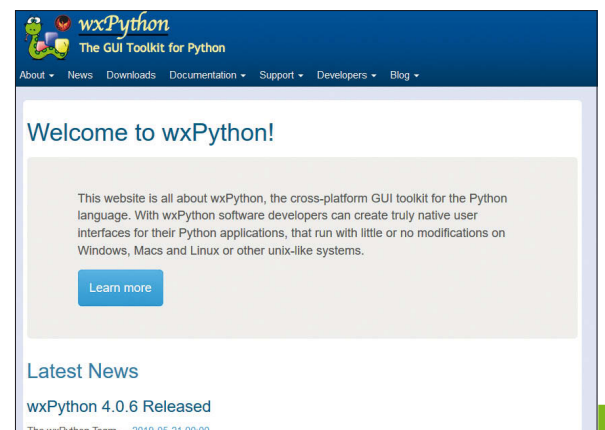 wxPython
The GUI Toolkit for Python
About News Downloads Documentation Support Developers Blog
Welcome to wxPython!
This website is all about wxPython, the cross-platform GUI toolkit for the Python
language. With wxPython software developers can create truly native user
interfaces for their Python applications, that run with little or no modifications on
Windows, Macs and Linux or other unix-like systems.
Learn more
Latest News
wxPython 4.0.6 Released
The wxPython Team